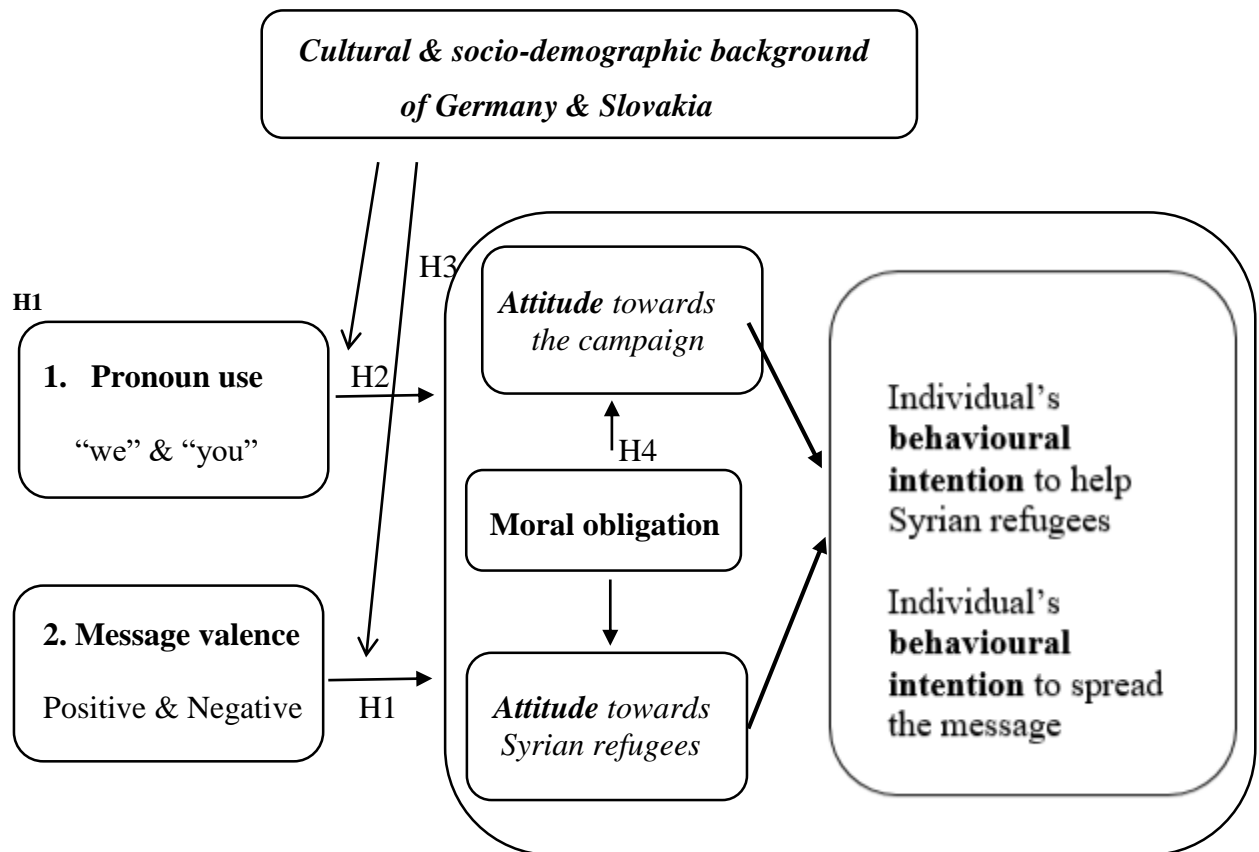 Cultural & socio-demographic background
of Germany & Slovakia
H3
H1
1. Pronoun use
“we” & “you”
H2
2. Message valence
Positive & Negative
H1
Attitude towards
the campaign
H4
Moral obligation
Attitude towards
Syrian refugees
Individual’s
behavioural
intention to help
Syrian refugees
Individual’s
behavioural
intention to spread
the message